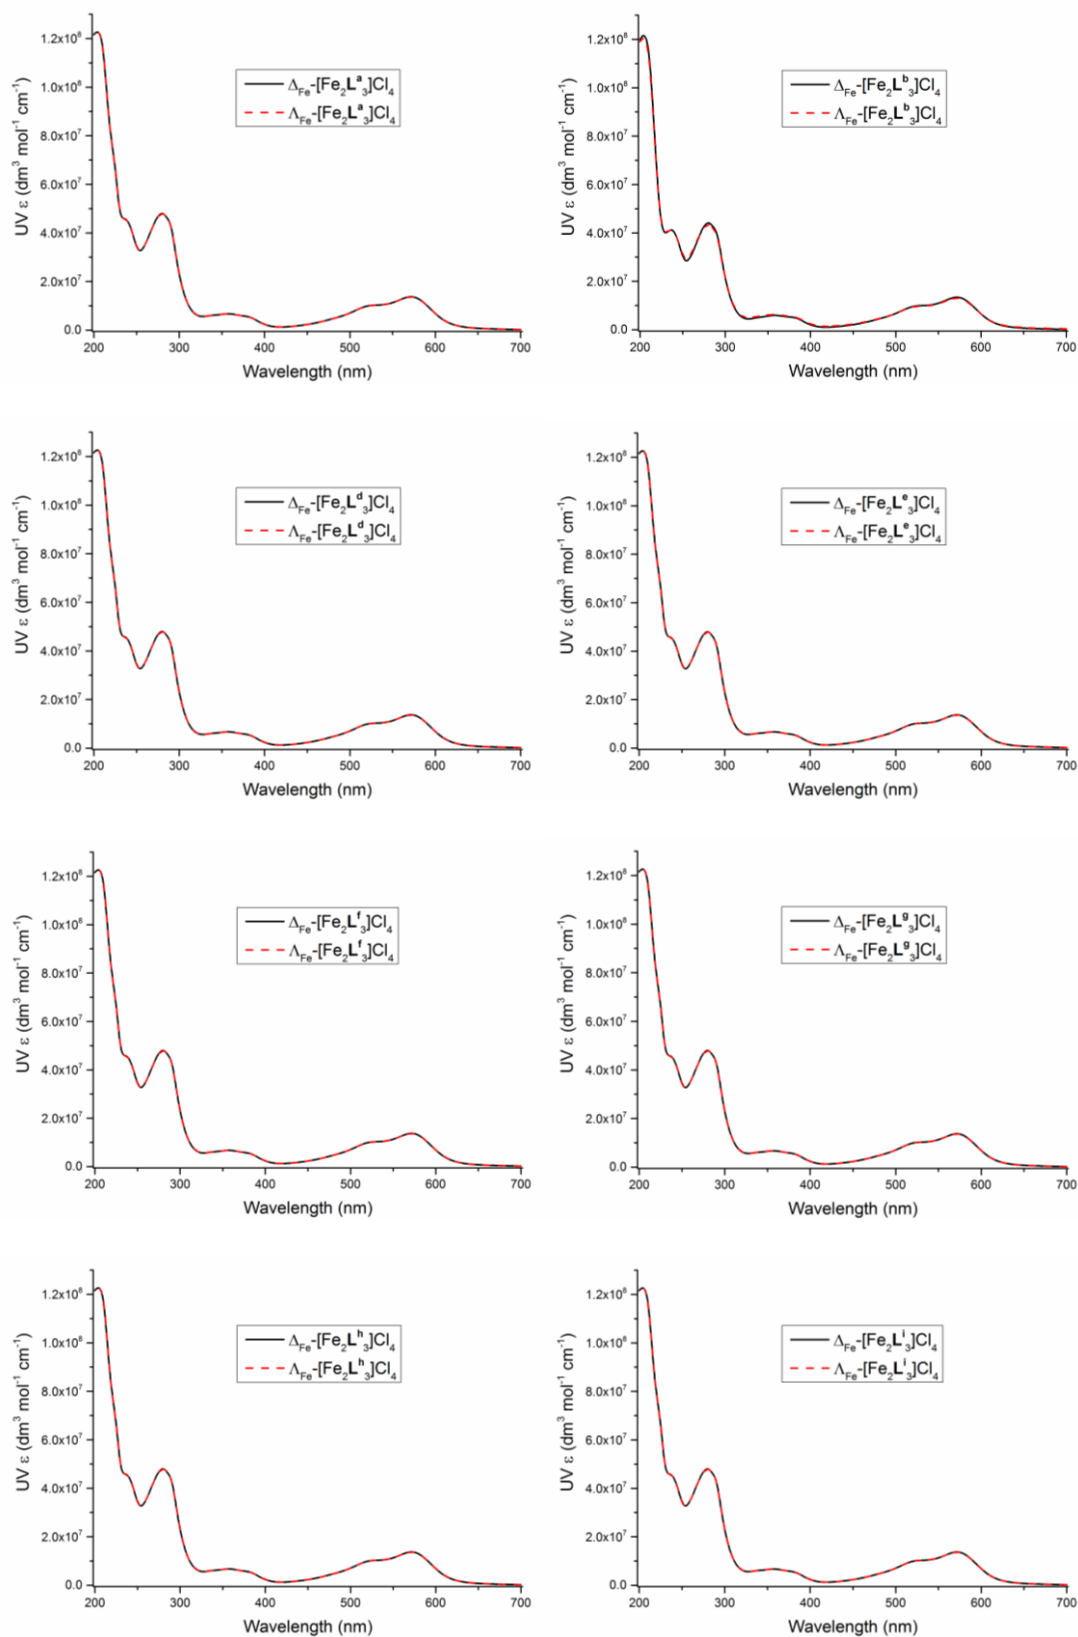 UV ε (dm³ mol⁻¹ cm⁻¹)
1.2x10⁸
1.0x10⁸
8.0x10⁷
6.0x10⁷
4.0x10⁷
2.0x10⁷
0.0
Δ_Fe-[Fe₂Lᵃ₃]Cl₄
Λ_Fe-[Fe₂Lᵃ₃]Cl₄
200 300 400 500 600 700
Wavelength (nm)
UV ε (dm³ mol⁻¹ cm⁻¹)
1.2x10⁸
1.0x10⁸
8.0x10⁷
6.0x10⁷
4.0x10⁷
2.0x10⁷
0.0
Δ_Fe-[Fe₂Lᵇ₃]Cl₄
Λ_Fe-[Fe₂Lᵇ₃]Cl₄
200 300 400 500 600 700
Wavelength (nm)
UV ε (dm³ mol⁻¹ cm⁻¹)
1.2x10⁸
1.0x10⁸
8.0x10⁷
6.0x10⁷
4.0x10⁷
2.0x10⁷
0.0
Δ_Fe-[Fe₂Lᵈ₃]Cl₄
Λ_Fe-[Fe₂Lᵈ₃]Cl₄
200 300 400 500 600 700
Wavelength (nm)
UV ε (dm³ mol⁻¹ cm⁻¹)
1.2x10⁸
1.0x10⁸
8.0x10⁷
6.0x10⁷
4.0x10⁷
2.0x10⁷
0.0
Δ_Fe-[Fe₂Lᵉ₃]Cl₄
Λ_Fe-[Fe₂Lᵉ₃]Cl₄
200 300 400 500 600 700
Wavelength (nm)
UV ε (dm³ mol⁻¹ cm⁻¹)
1.2x10⁸
1.0x10⁸
8.0x10⁷
6.0x10⁷
4.0x10⁷
2.0x10⁷
0.0
Δ_Fe-[Fe₂Lᶠ₃]Cl₄
Λ_Fe-[Fe₂Lᶠ₃]Cl₄
200 300 400 500 600 700
Wavelength (nm)
UV ε (dm³ mol⁻¹ cm⁻¹)
1.2x10⁸
1.0x10⁸
8.0x10⁷
6.0x10⁷
4.0x10⁷
2.0x10⁷
0.0
Δ_Fe-[Fe₂Lᵍ₃]Cl₄
Λ_Fe-[Fe₂Lᵍ₃]Cl₄
200 300 400 500 600 700
Wavelength (nm)
UV ε (dm³ mol⁻¹ cm⁻¹)
1.2x10⁸
1.0x10⁸
8.0x10⁷
6.0x10⁷
4.0x10⁷
2.0x10⁷
0.0
Δ_Fe-[Fe₂Lʰ₃]Cl₄
Λ_Fe-[Fe₂Lʰ₃]Cl₄
200 300 400 500 600 700
Wavelength (nm)
UV ε (dm³ mol⁻¹ cm⁻¹)
1.2x10⁸
1.0x10⁸
8.0x10⁷
6.0x10⁷
4.0x10⁷
2.0x10⁷
0.0
Δ_Fe-[Fe₂Lⁱ₃]Cl₄
Λ_Fe-[Fe₂Lⁱ₃]Cl₄
200 300 400 500 600 700
Wavelength (nm)